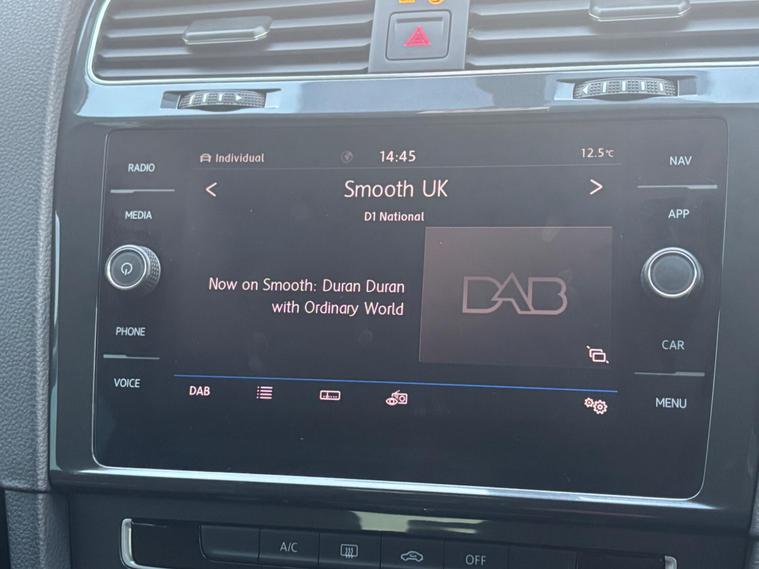 RADIO
MEDIA
PHONE
VOICE
Individual
14:45
12.5°C
< Smooth UK >
D1 National
Now on Smooth: Duran Duran
with Ordinary World
DAB
DAB
NAV
APP
CAR
MENU
A/C
OFF